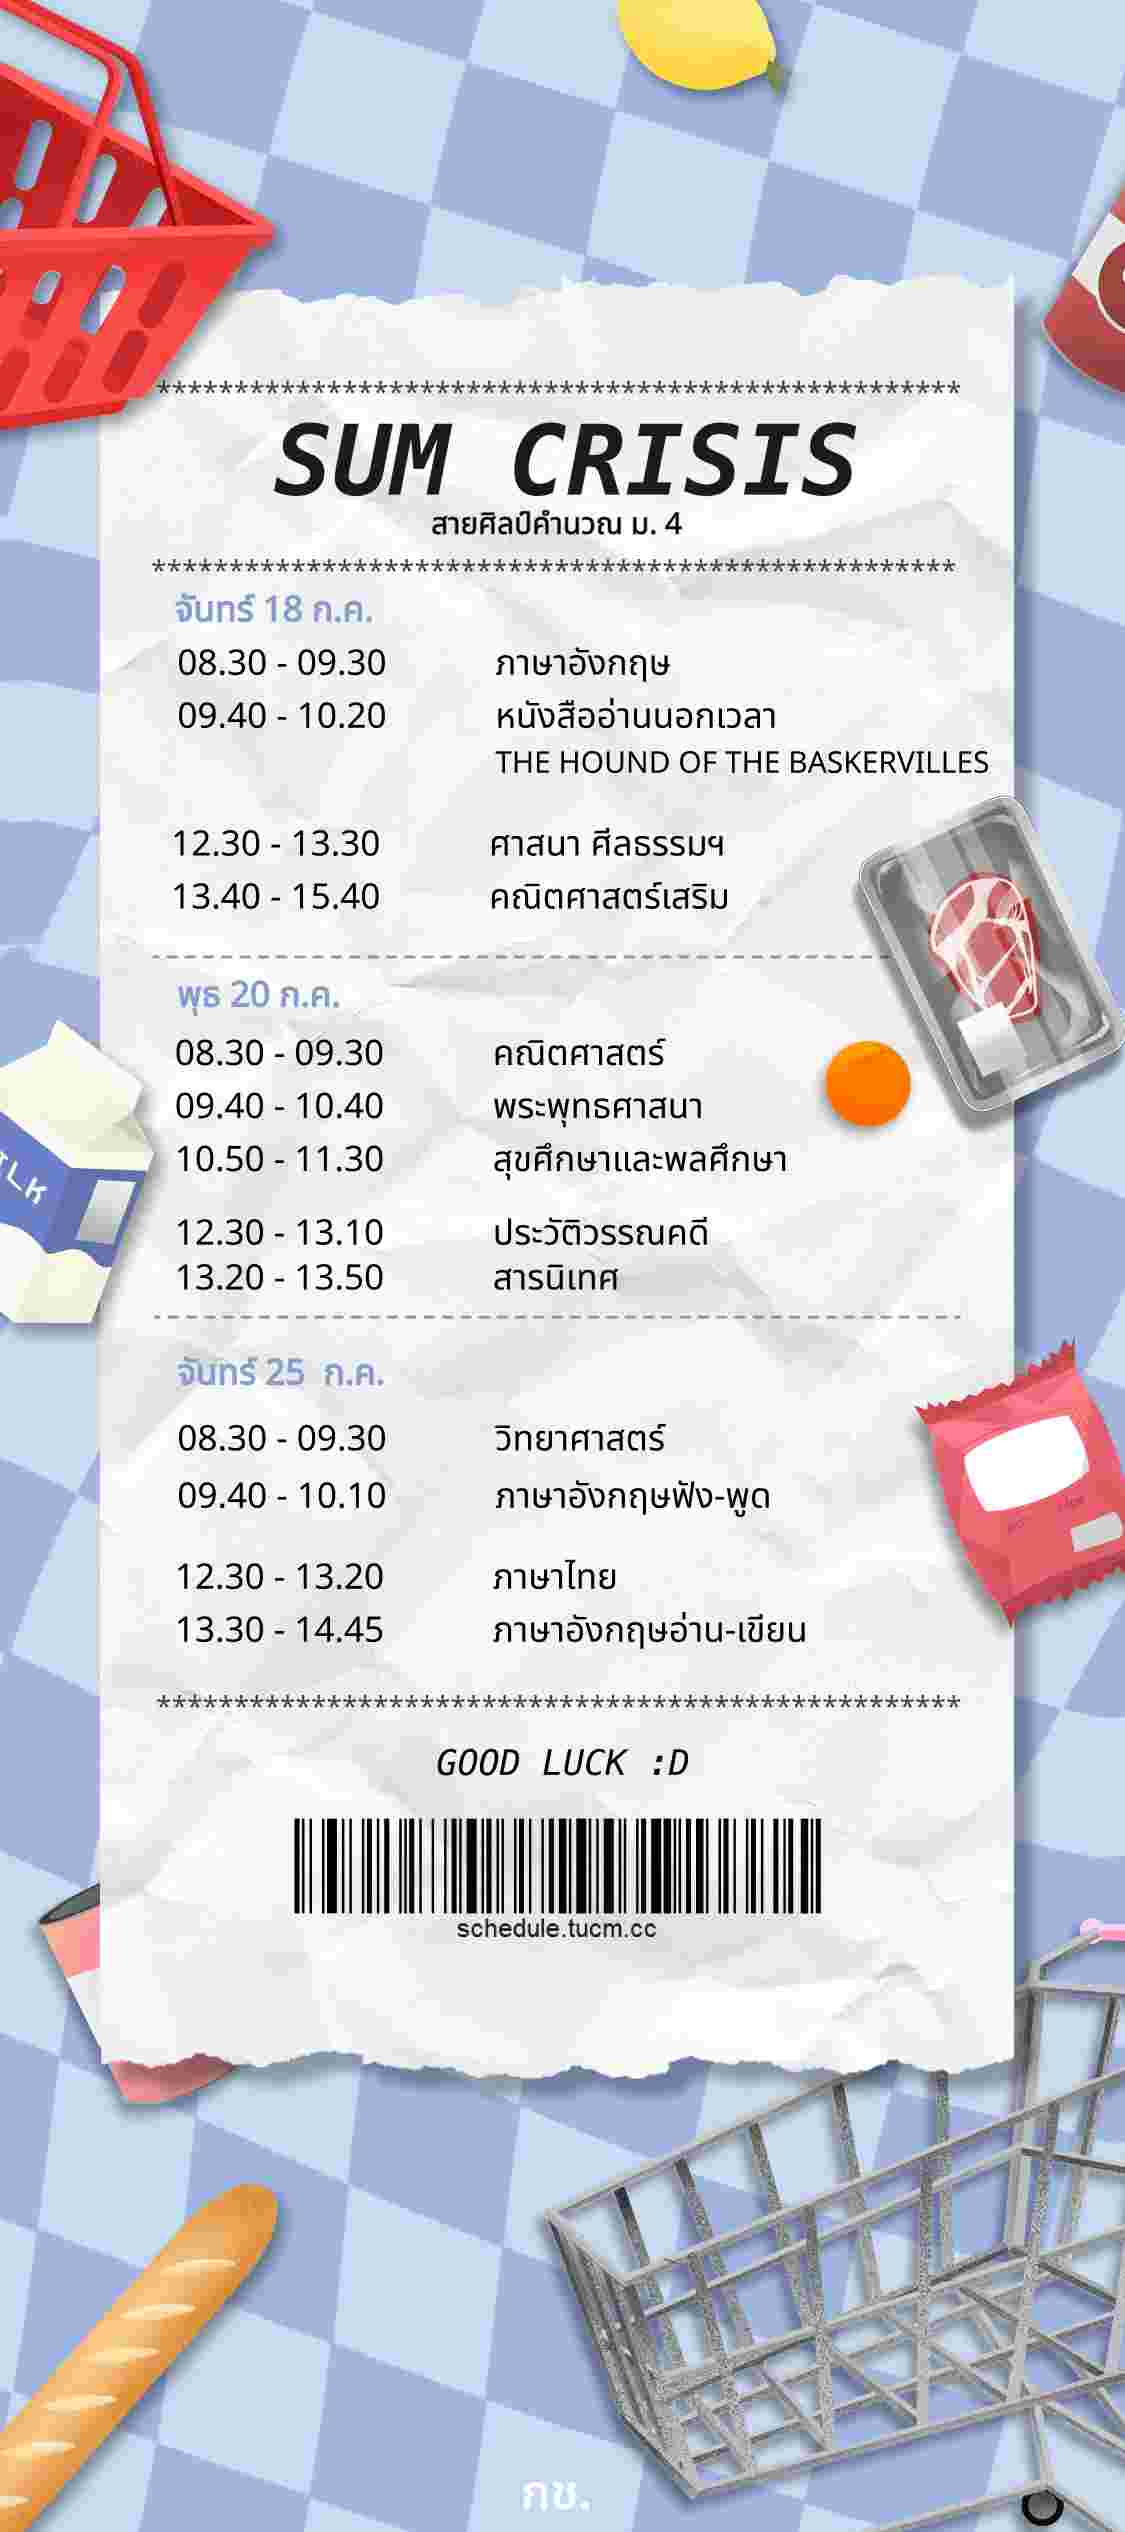 ********************************************************
SUM CRISIS
สายศิลป์คำนวณ ม. 4
********************************************************
จันทร์ 18 ก.ค.
08.30 - 09.30 ภาษาอังกฤษ
09.40 - 10.20 หนังสืออ่านนอกเวลา
THE HOUND OF THE BASKERVILLES
12.30 - 13.30 ศาสนา ศีลธรรมฯ
13.40 - 15.40 คณิตศาสตร์เสริม
พุธ 20 ก.ค.
08.30 - 09.30 คณิตศาสตร์
09.40 - 10.40 พระพุทธศาสนา
10.50 - 11.30 สุขศึกษาและพลศึกษา
12.30 - 13.10 ประวัติวรรณคดี
13.20 - 13.50 สารนิเทศ
จันทร์ 25 ก.ค.
08.30 - 09.30 วิทยาศาสตร์
09.40 - 10.10 ภาษาอังกฤษฟัง-พูด
12.30 - 13.20 ภาษาไทย
13.30 - 14.45 ภาษาอังกฤษอ่าน-เขียน
********************************************************
GOOD LUCK :D
schedule.tucm.cc
กช.